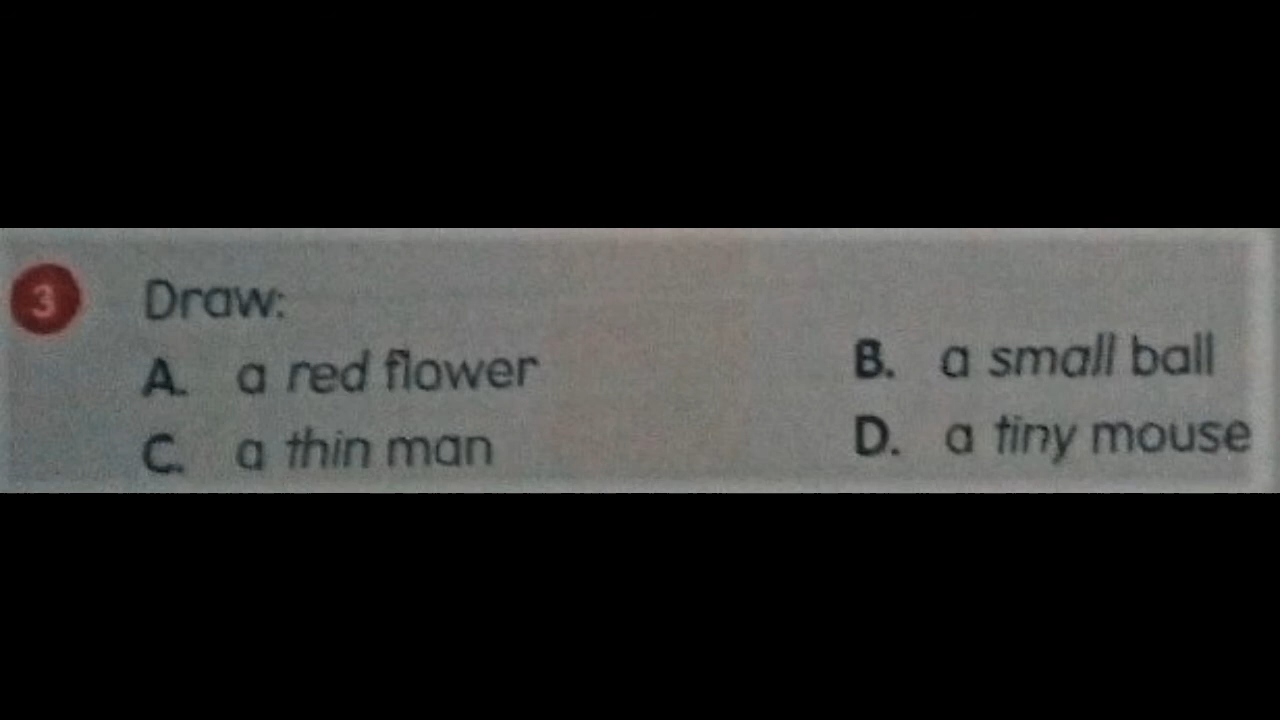 3 Draw:
A. a red flower B. a small ball
C. a thin man D. a tiny mouse